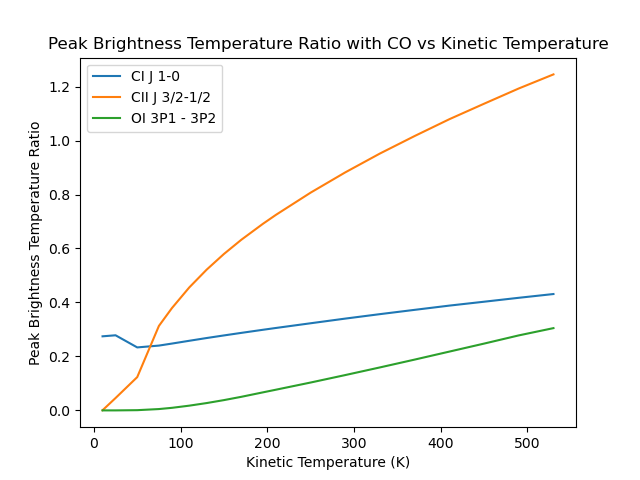 Peak Brightness Temperature Ratio with CO vs Kinetic Temperature
CI J 1-0
CII J 3/2-1/2
OI 3P1 - 3P2
Peak Brightness Temperature Ratio
1.2
1.0
0.8
0.6
0.4
0.2
0.0
0 100 200 300 400 500
Kinetic Temperature (K)